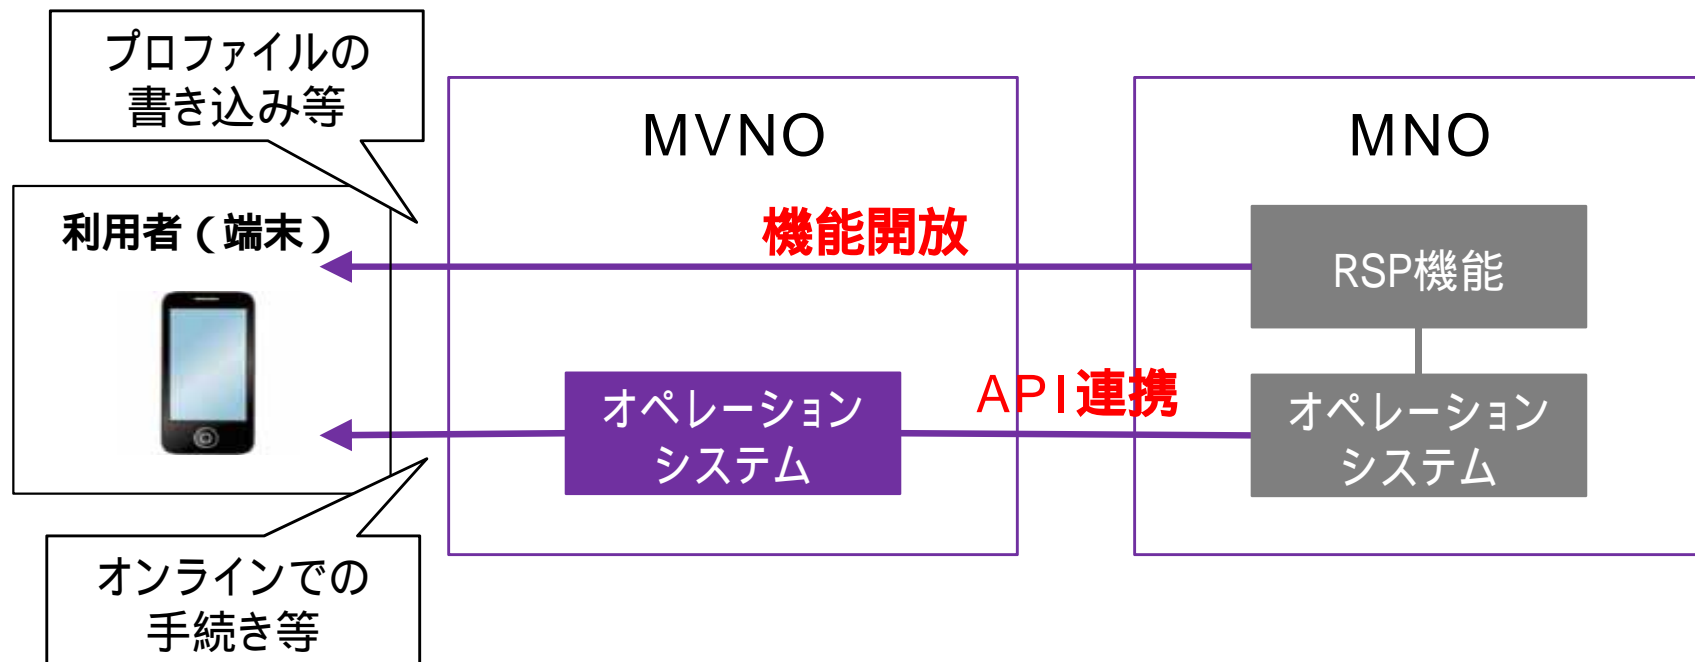 プロファイルの
書き込み等
MVNO
MNO
利用者（端末）
機能開放
RSP機能
API連携
オペレーション
システム
オペレーション
システム
オンラインでの
手続き等